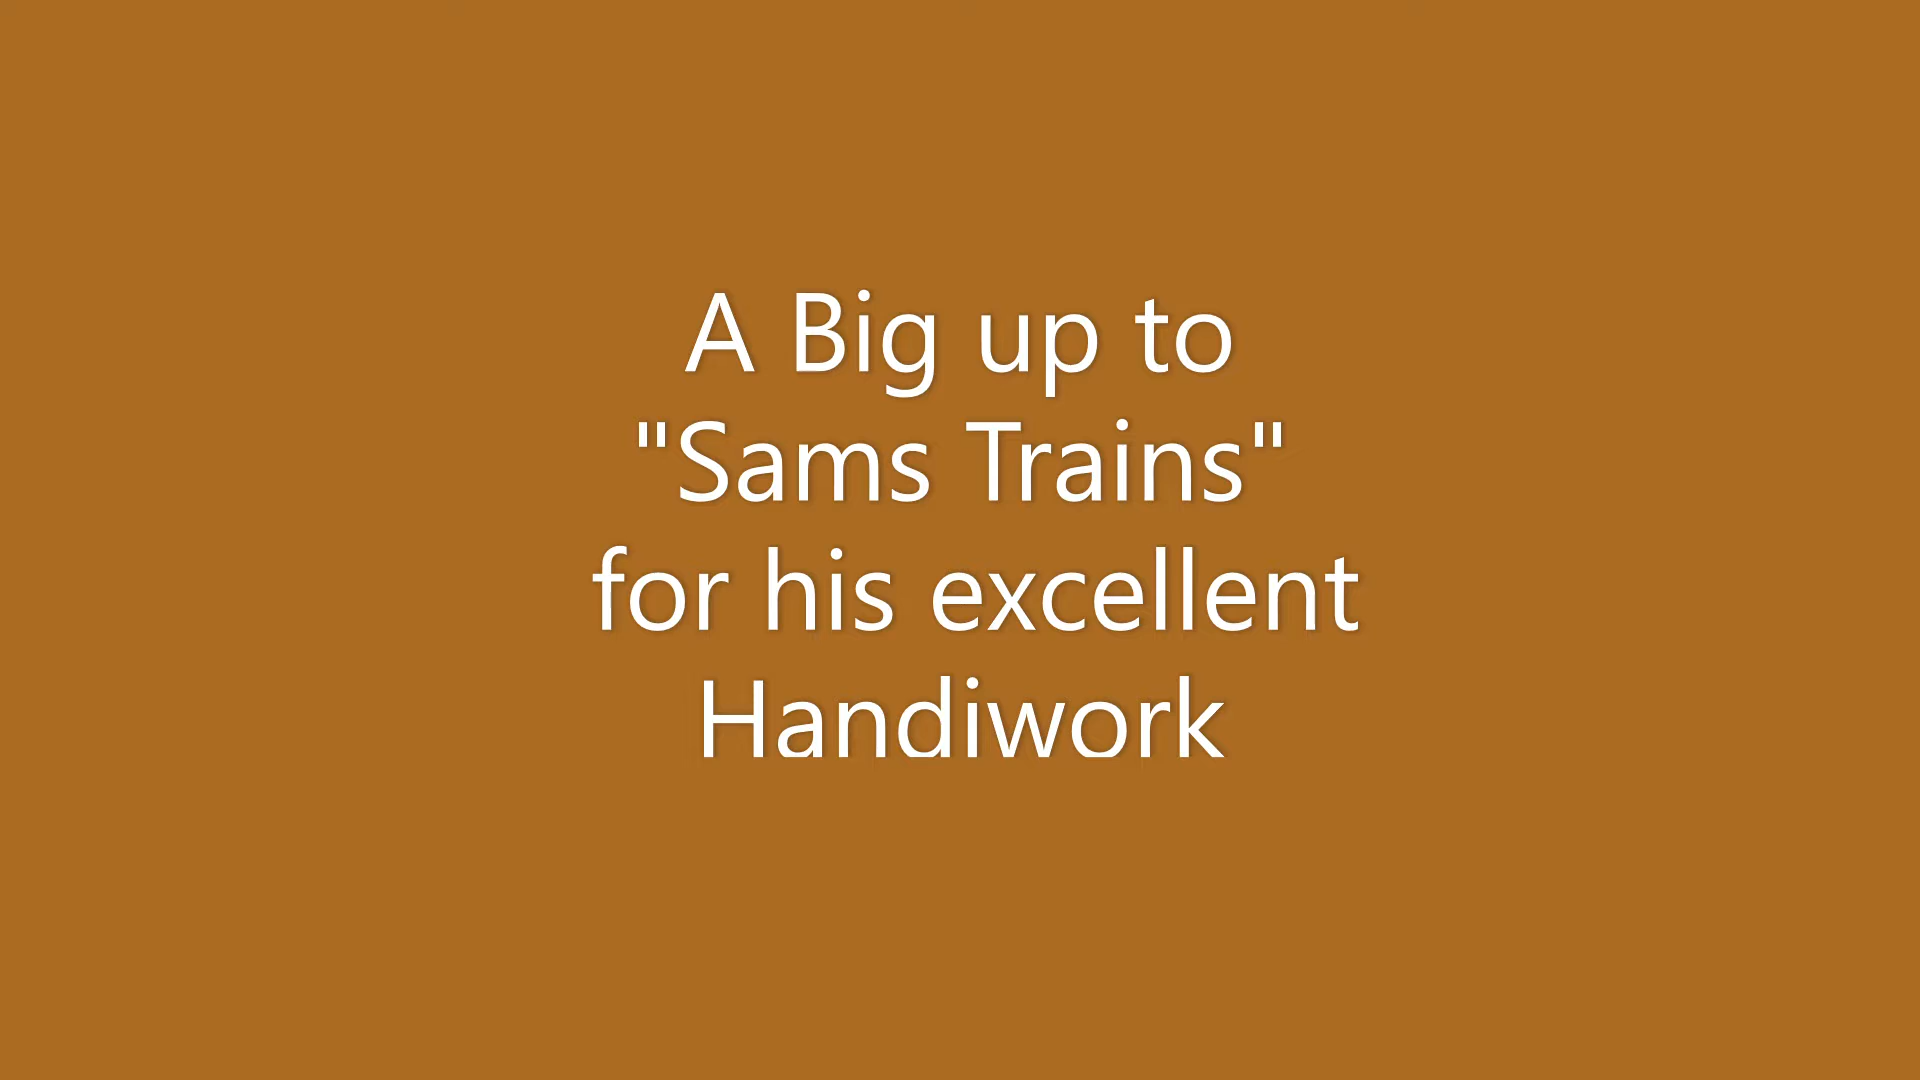 A Big up to
"Sams Trains"
for his excellent
Handiwork